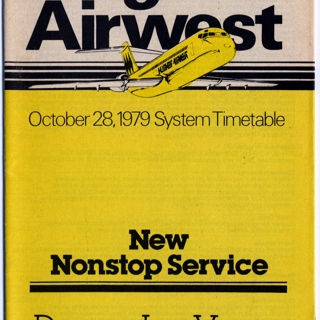 Airwest
October 28, 1979 System Timetable
New
Nonstop Service